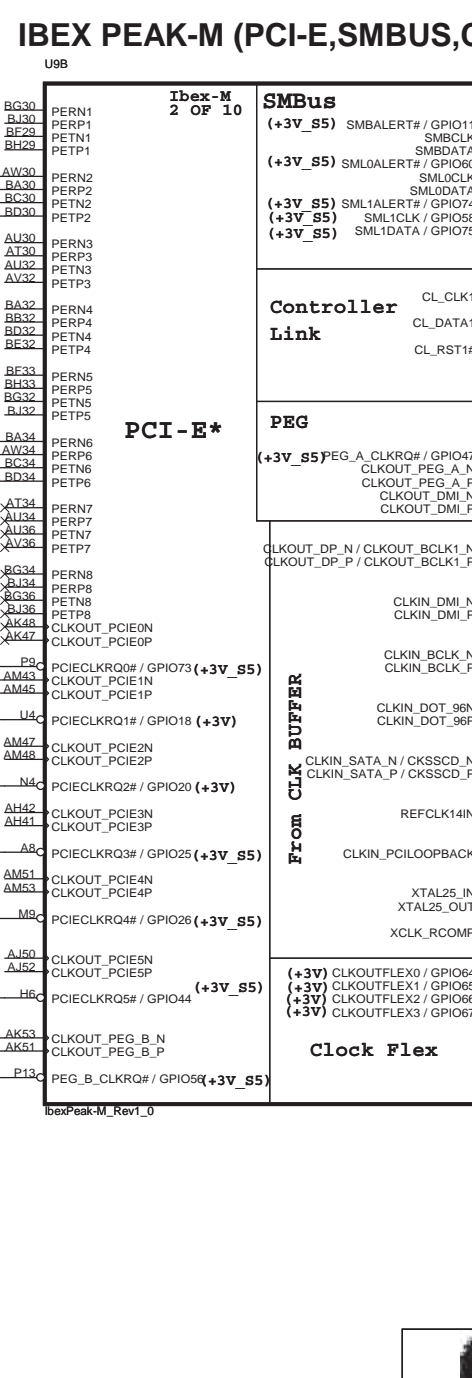 IBEX PEAK-M (PCI-E,SMBUS,C
U9B
Ibex-M
2 OF 10
BG30 PERN1
BJ30 PERP1
BF29 PETN1
BH29 PETP1
AW30 PERN2
BA30 PERP2
BC30 PETN2
BD30 PETP2
AU30 PERN3
AT30 PERP3
AU32 PETN3
AV32 PETP3
BA32 PERN4
BB32 PERP4
BD32 PETN4
BE32 PETP4
BF33 PERN5
BH33 PERP5
BG32 PETN5
BJ32 PETP5
PCI-E*
BA34 PERN6
AW34 PERP6
BC34 PETN6
BD34 PETP6
AT34 PERN7
AU34 PERP7
AU36 PETN7
AV36 PETP7
BG34 PERN8
BJ34 PERP8
BG36 PETN8
BJ36 PETP8
AK48 CLKOUT_PCIE0N
AK47 CLKOUT_PCIE0P
P9 PCIECLKRQ0# / GPIO73 (+3V_S5)
AM43 CLKOUT_PCIE1N
AM45 CLKOUT_PCIE1P
U4 PCIECLKRQ1# / GPIO18 (+3V)
AM47 CLKOUT_PCIE2N
AM48 CLKOUT_PCIE2P
N4 PCIECLKRQ2# / GPIO20 (+3V)
AH42 CLKOUT_PCIE3N
AH41 CLKOUT_PCIE3P
A8 PCIECLKRQ3# / GPIO25 (+3V_S5)
AM51 CLKOUT_PCIE4N
AM53 CLKOUT_PCIE4P
M9 PCIECLKRQ4# / GPIO26 (+3V_S5)
AJ50 CLKOUT_PCIE5N
AJ52 CLKOUT_PCIE5P
(+3V_S5)
H6 PCIECLKRQ5# / GPIO44
AK53 CLKOUT_PEG_B_N
AK51 CLKOUT_PEG_B_P
P13 PEG_B_CLKRQ# / GPIO56 (+3V_S5)
IbexPeak-M_Rev1_0
SMBus
(+3V_S5) SMBALERT# / GPIO11
SMBCLK
SMBDATA
(+3V_S5) SML0ALERT# / GPIO60
SML0CLK
SML0DATA
(+3V_S5) SML1ALERT# / GPIO74
(+3V_S5) SML1CLK / GPIO58
(+3V_S5) SML1DATA / GPIO75
Controller
Link
CL_CLK1
CL_DATA1
CL_RST1#
PEG
(+3V_S5) PEG_A_CLKRQ# / GPIO47
CLKOUT_PEG_A_N
CLKOUT_PEG_A_P
CLKOUT_DMI_N
CLKOUT_DMI_P
CLKOUT_DP_N / CLKOUT_BCLK1_N
CLKOUT_DP_P / CLKOUT_BCLK1_P
From CLK BUFFER
CLKIN_DMI_N
CLKIN_DMI_P
CLKIN_BCLK_N
CLKIN_BCLK_P
CLKIN_DOT_96N
CLKIN_DOT_96P
CLKIN_SATA_N / CKSSCD_N
CLKIN_SATA_P / CKSSCD_P
REFCLK14IN
CLKIN_PCILOOPBACK
XTAL25_IN
XTAL25_OUT
XCLK_RCOMP
(+3V) CLKOUTFLEX0 / GPIO64
(+3V) CLKOUTFLEX1 / GPIO65
(+3V) CLKOUTFLEX2 / GPIO66
(+3V) CLKOUTFLEX3 / GPIO67
Clock Flex